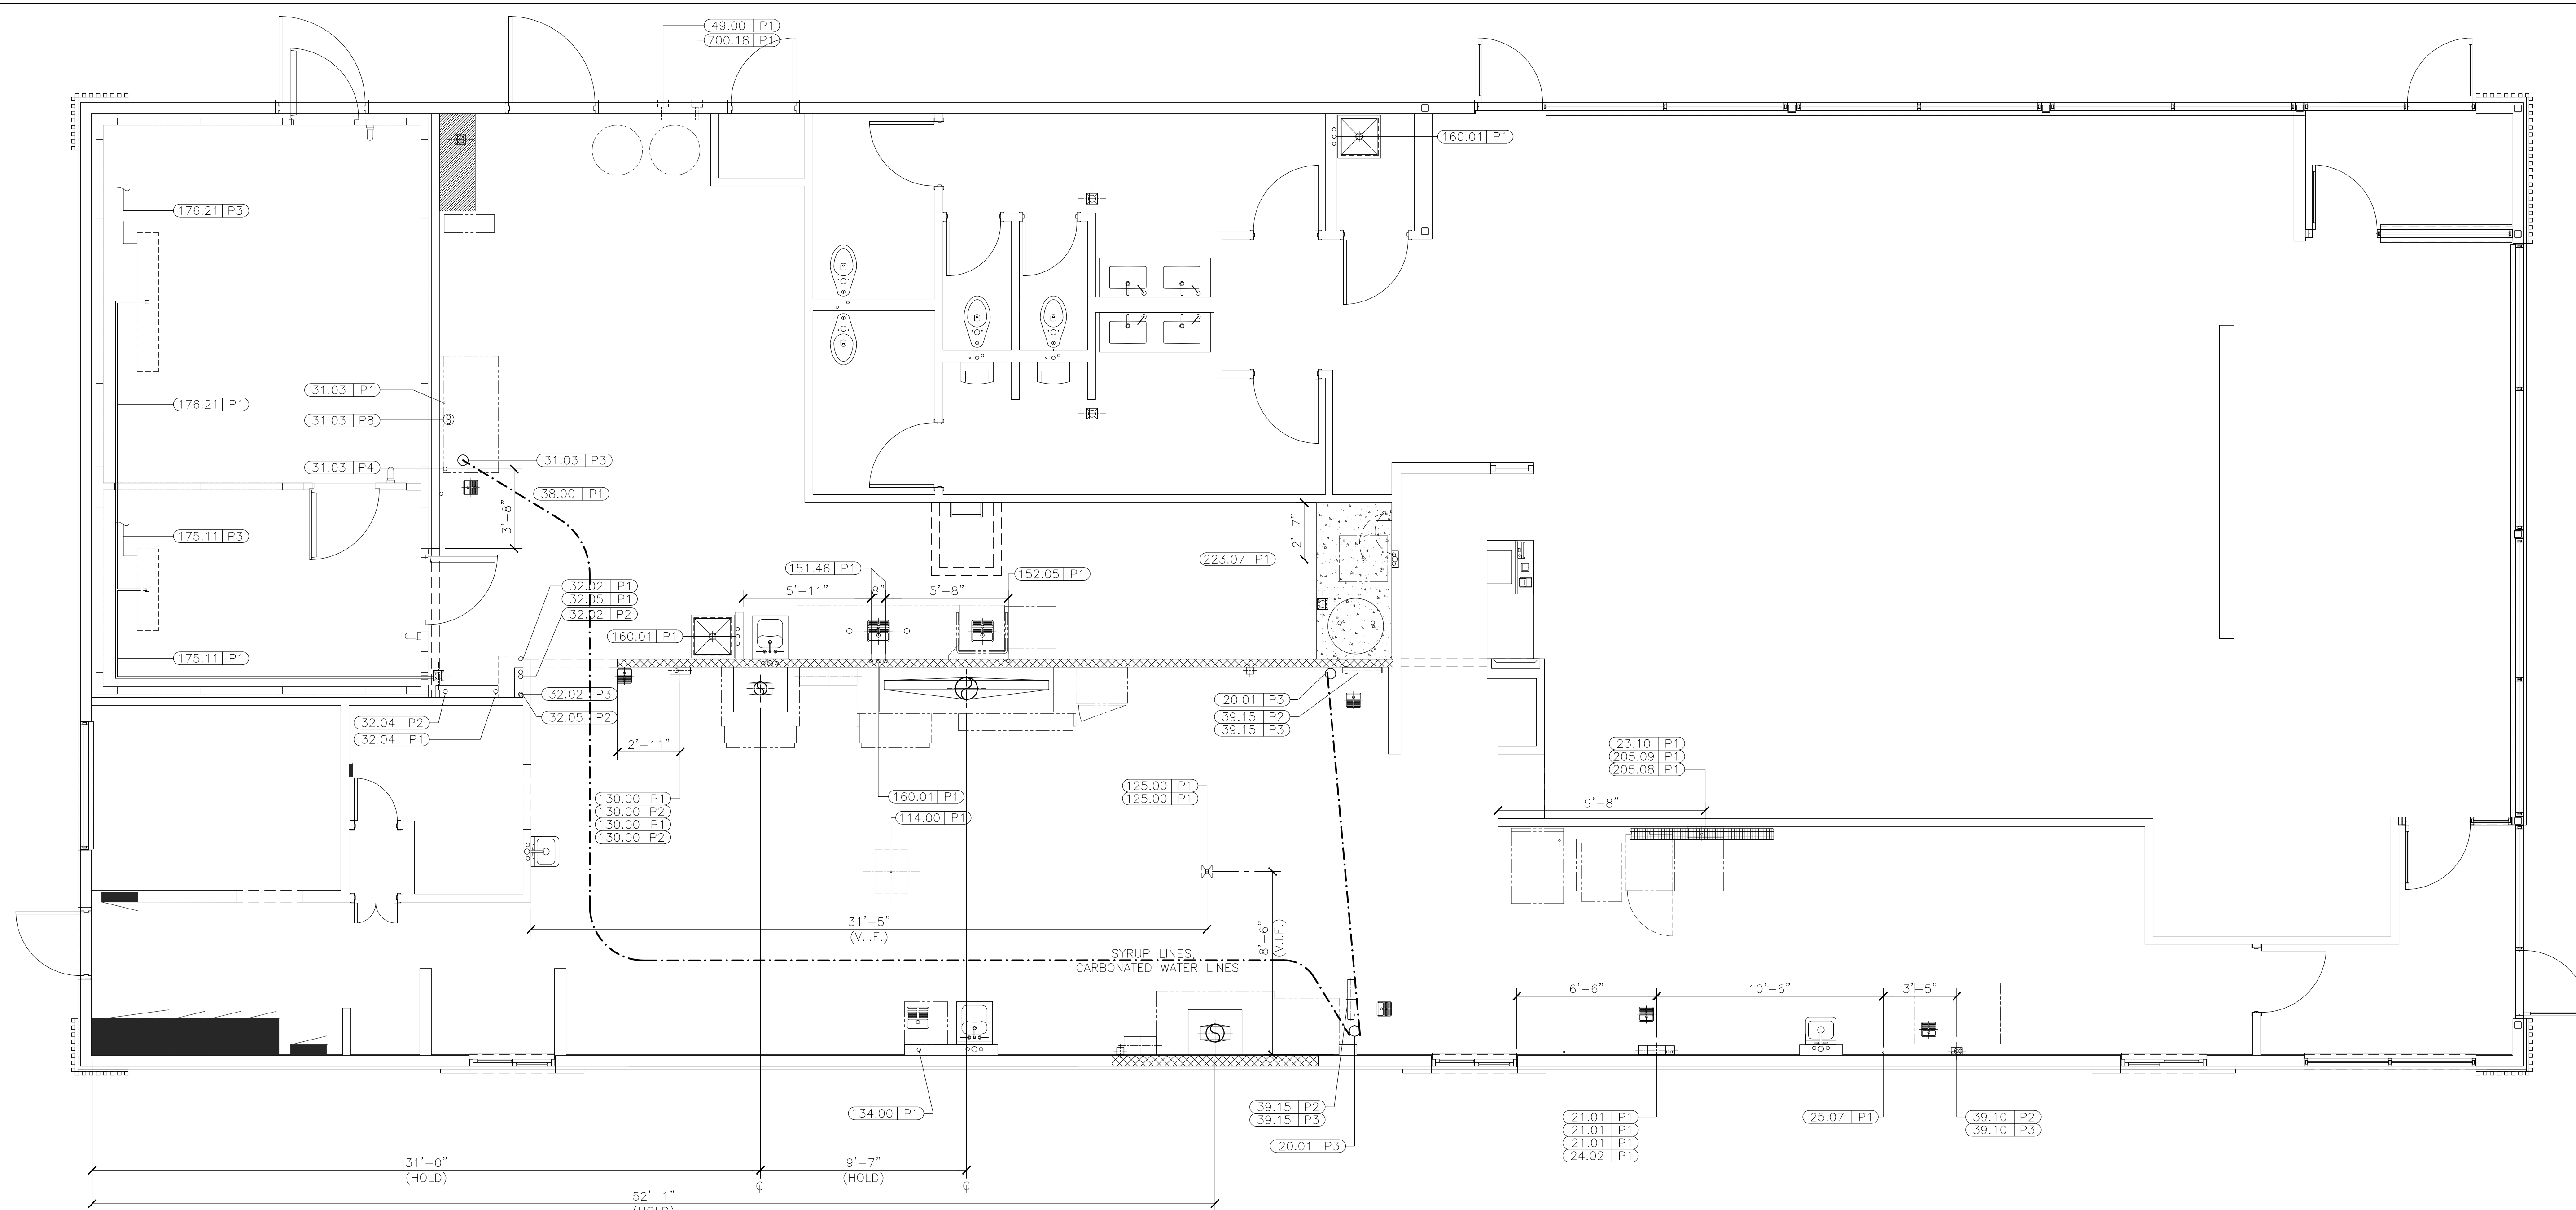 49.00 P1
700.18 P1
160.01 P1
176.21 P3
176.21 P1
31.03 P1
31.03 P8
31.03 P4
31.03 P3
38.00 P1
3'-8"
175.11 P3
175.11 P1
32.02 P1
32.05 P1
32.02 P2
32.02 P3
32.05 P2
32.04 P2
32.04 P1
151.46 P1
5'-11"
8"
5'-8"
152.05 P1
160.01 P1
2'-7"
223.07 P1
20.01 P3
39.15 P2
39.15 P3
2'-11"
130.00 P1
130.00 P2
130.00 P1
130.00 P2
160.01 P1
114.00 P1
125.00 P1
125.00 P1
23.10 P1
205.09 P1
205.08 P1
9'-8"
31'-5"
(V.I.F.)
8'-6"
(V.I.F.)
SYRUP LINES,
CARBONATED WATER LINES
6'-6"
10'-6"
3'-5"
134.00 P1
39.15 P2
39.15 P3
20.01 P3
21.01 P1
21.01 P1
21.01 P1
24.02 P1
25.07 P1
39.10 P2
39.10 P3
31'-0"
(HOLD)
9'-7"
(HOLD)
52'-1"
(HOLD)